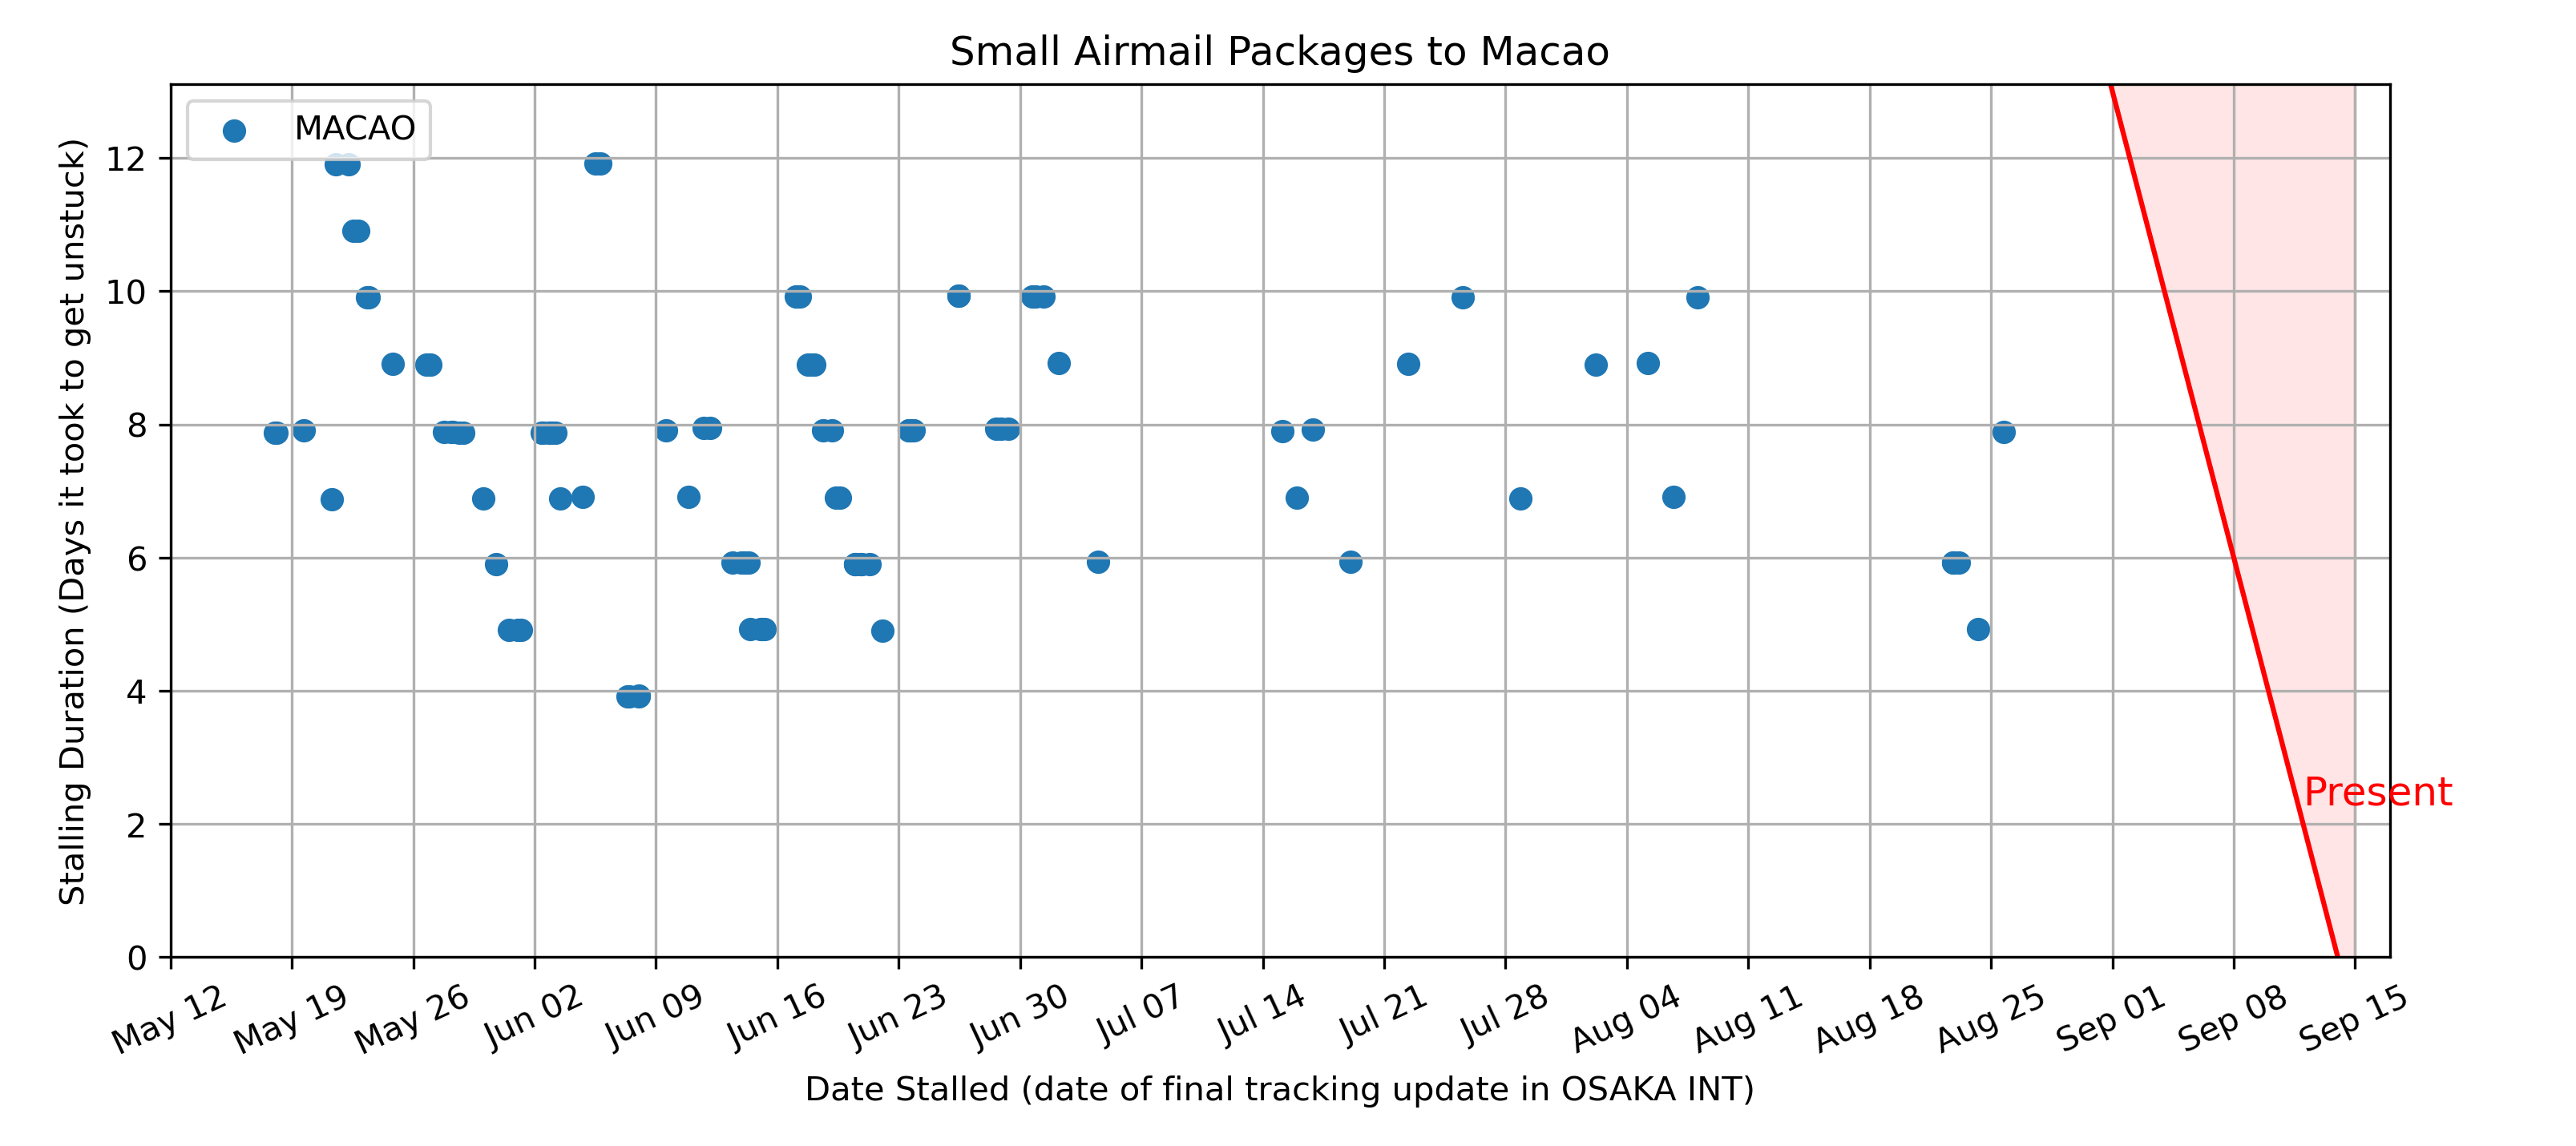 Small Airmail Packages to Macao
MACAO
Stalling Duration (Days it took to get unstuck)
12
10
8
6
4
2
0
Present
May 12 May 19 May 26 Jun 02 Jun 09 Jun 16 Jun 23 Jun 30 Jul 07 Jul 14 Jul 21 Jul 28 Aug 04 Aug 11 Aug 18 Aug 25 Sep 01 Sep 08 Sep 15
Date Stalled (date of final tracking update in OSAKA INT)